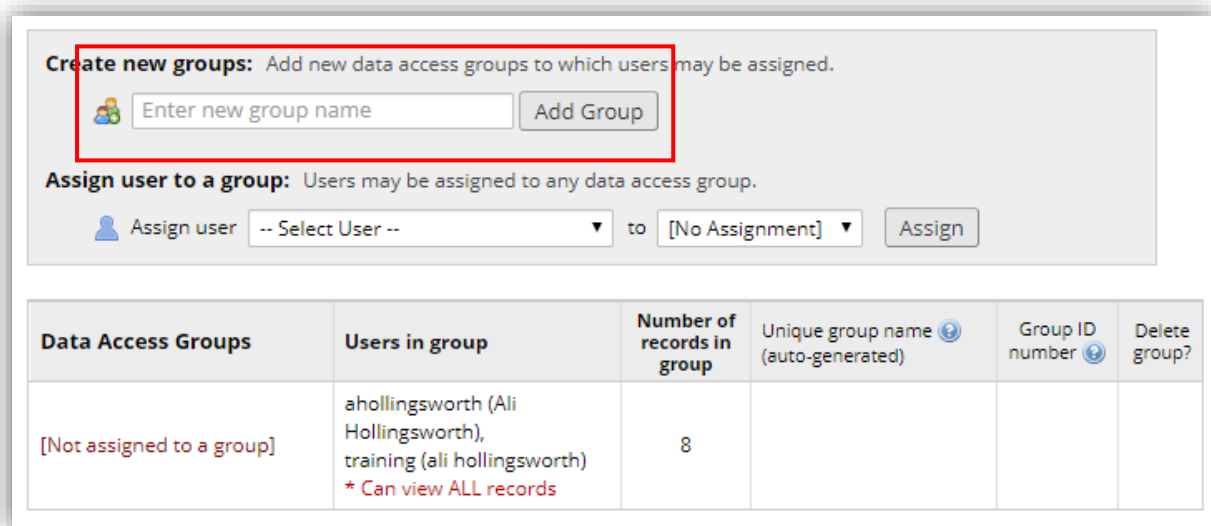 Create new groups: Add new data access groups to which users may be assigned.
Enter new group name Add Group
Assign user to a group: Users may be assigned to any data access group.
Assign user -- Select User -- to [No Assignment] Assign
Data Access Groups
Users in group
Number of
records in
group
Unique group name
(auto-generated)
Group ID
number
Delete
group?
[Not assigned to a group]
ahollingsworth (Ali
Hollingsworth),
training (ali hollingsworth)
* Can view ALL records
8